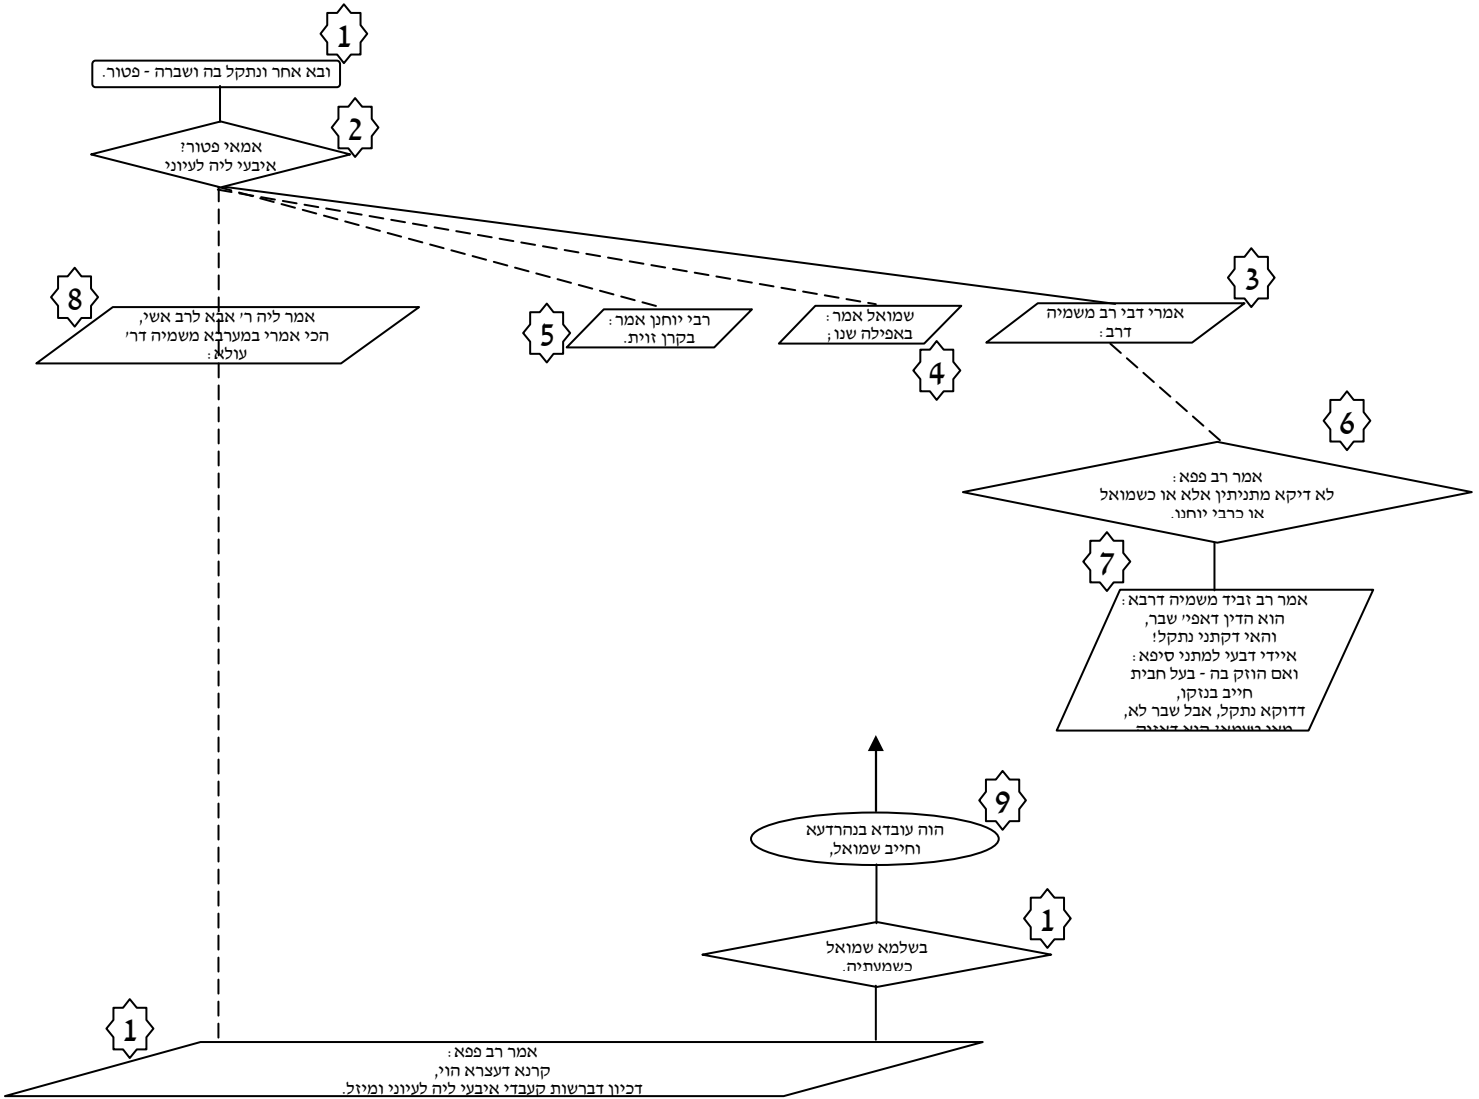 1
ובא אחר ונתקל בה ושברה - פטור.
2
אמאי פטור?
איבעי ליה לעיוני
3
אמרי דבי רב משמיה
דרב:
4
שמואל אמר:
באפילה שנו;
5
רבי יוחנן אמר:
בקרן זוית.
6
אמר רב פפא:
לא דיקא מתניתין אלא או כשמואל
או כרבי יוחנן.
7
אמר רב זביד משמיה דרבא:
הוא הדין דאפי' שבר,
והאי דקתני נתקל!
איידי דבעי למתני סיפא:
ואם הוזק בה - בעל חבית
חייב בנזקו,
דדוקא נתקל, אבל שבר לא,
מאי טעמא? הוא דאזיק
8
אמר ליה ר' אבא לרב אשי,
הכי אמרי במערבא משמיה דר'
עולא:
9
הוה עובדא בנהרדעא
וחייב שמואל,
1
בשלמא שמואל
כשמעתיה.
1
אמר רב פפא:
קרנא דעצרא הוי,
דכיון דברשות קעבדי איבעי ליה לעיוני ומיזל.